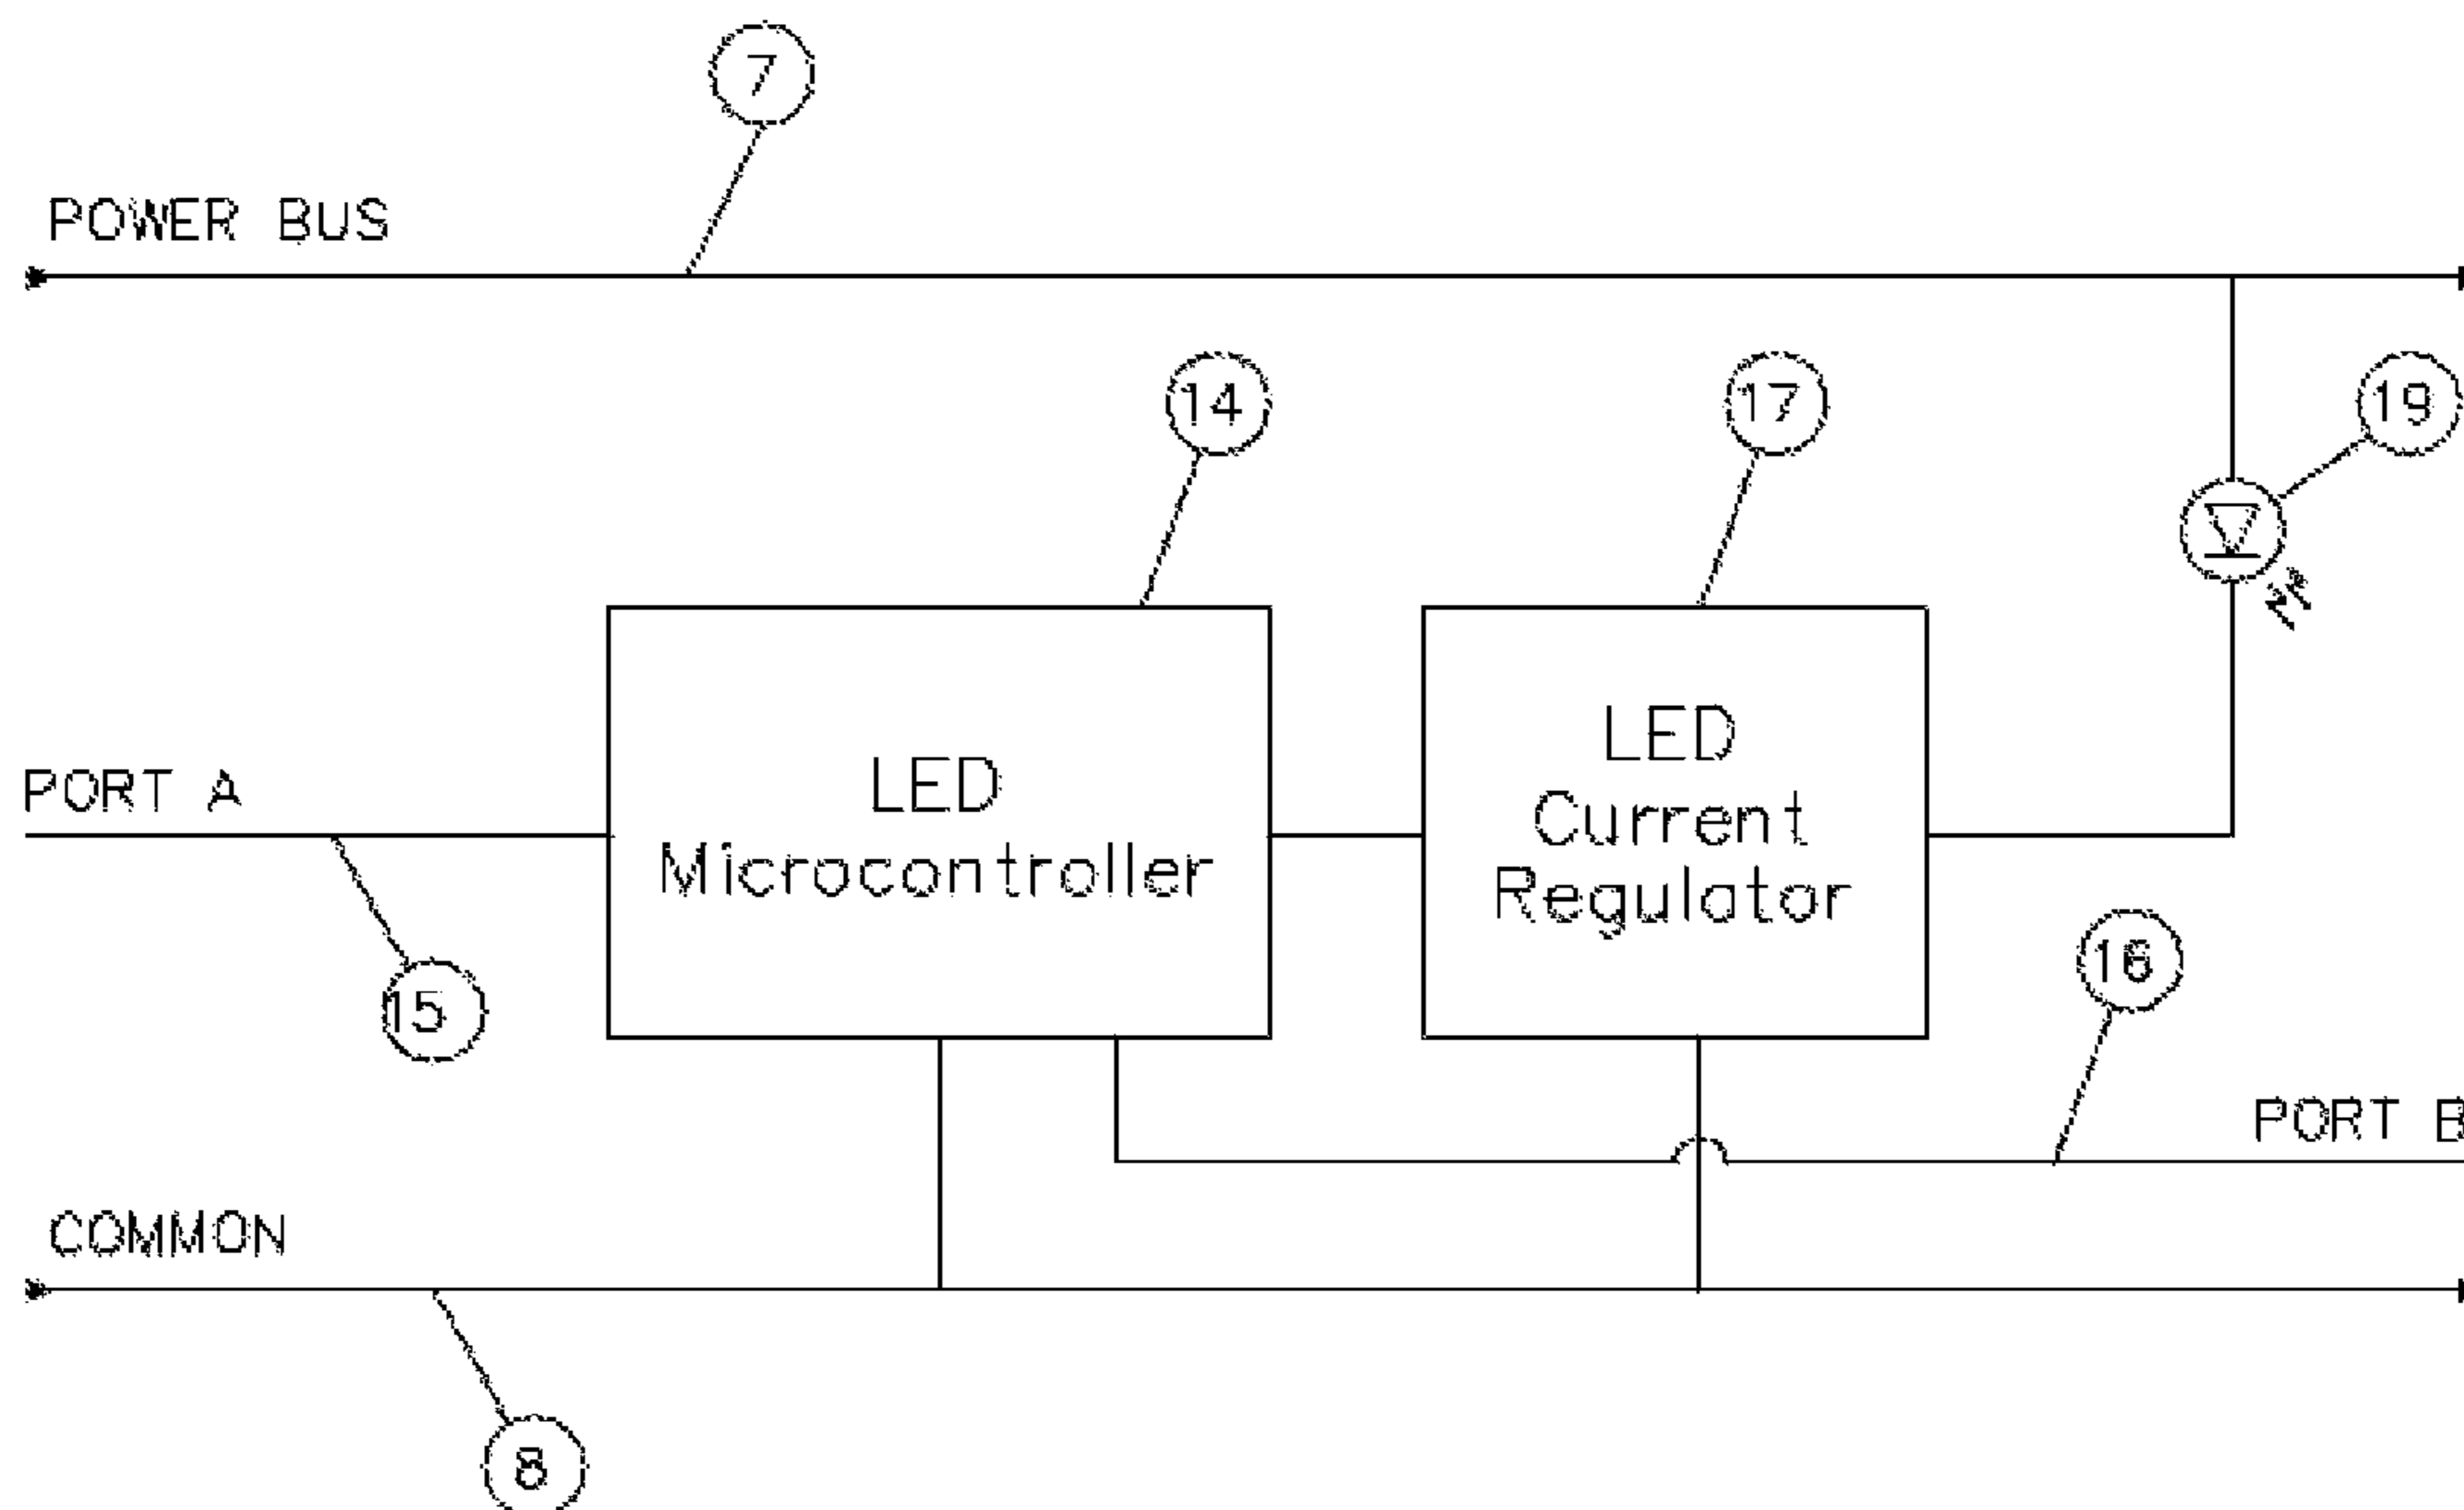 7
POWER BUS
14
17
19
LED
Microcontroller
LED
Current
Regulator
PORT A
15
16
PORT B
COMMON
8